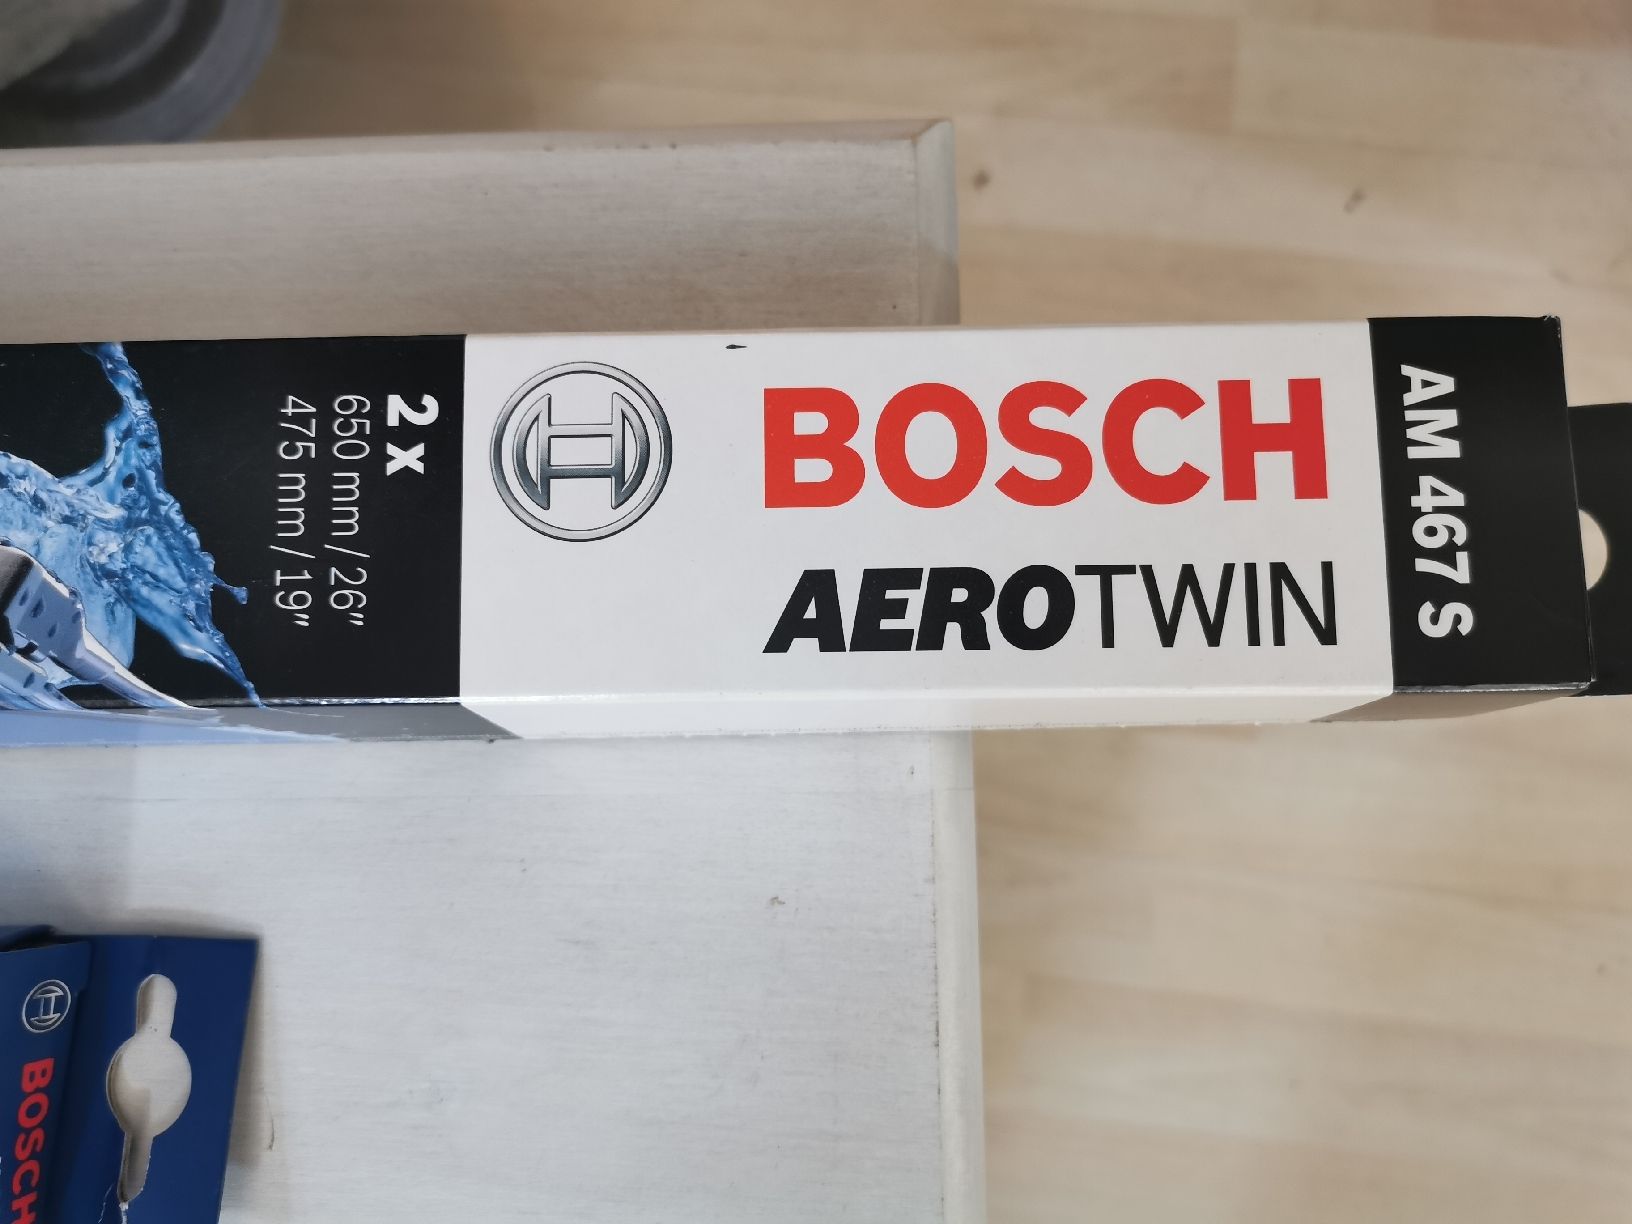 BOSCH
AEROTWIN
AM 467 S
2 x
650 mm / 26”
475 mm / 19”
BOSCH